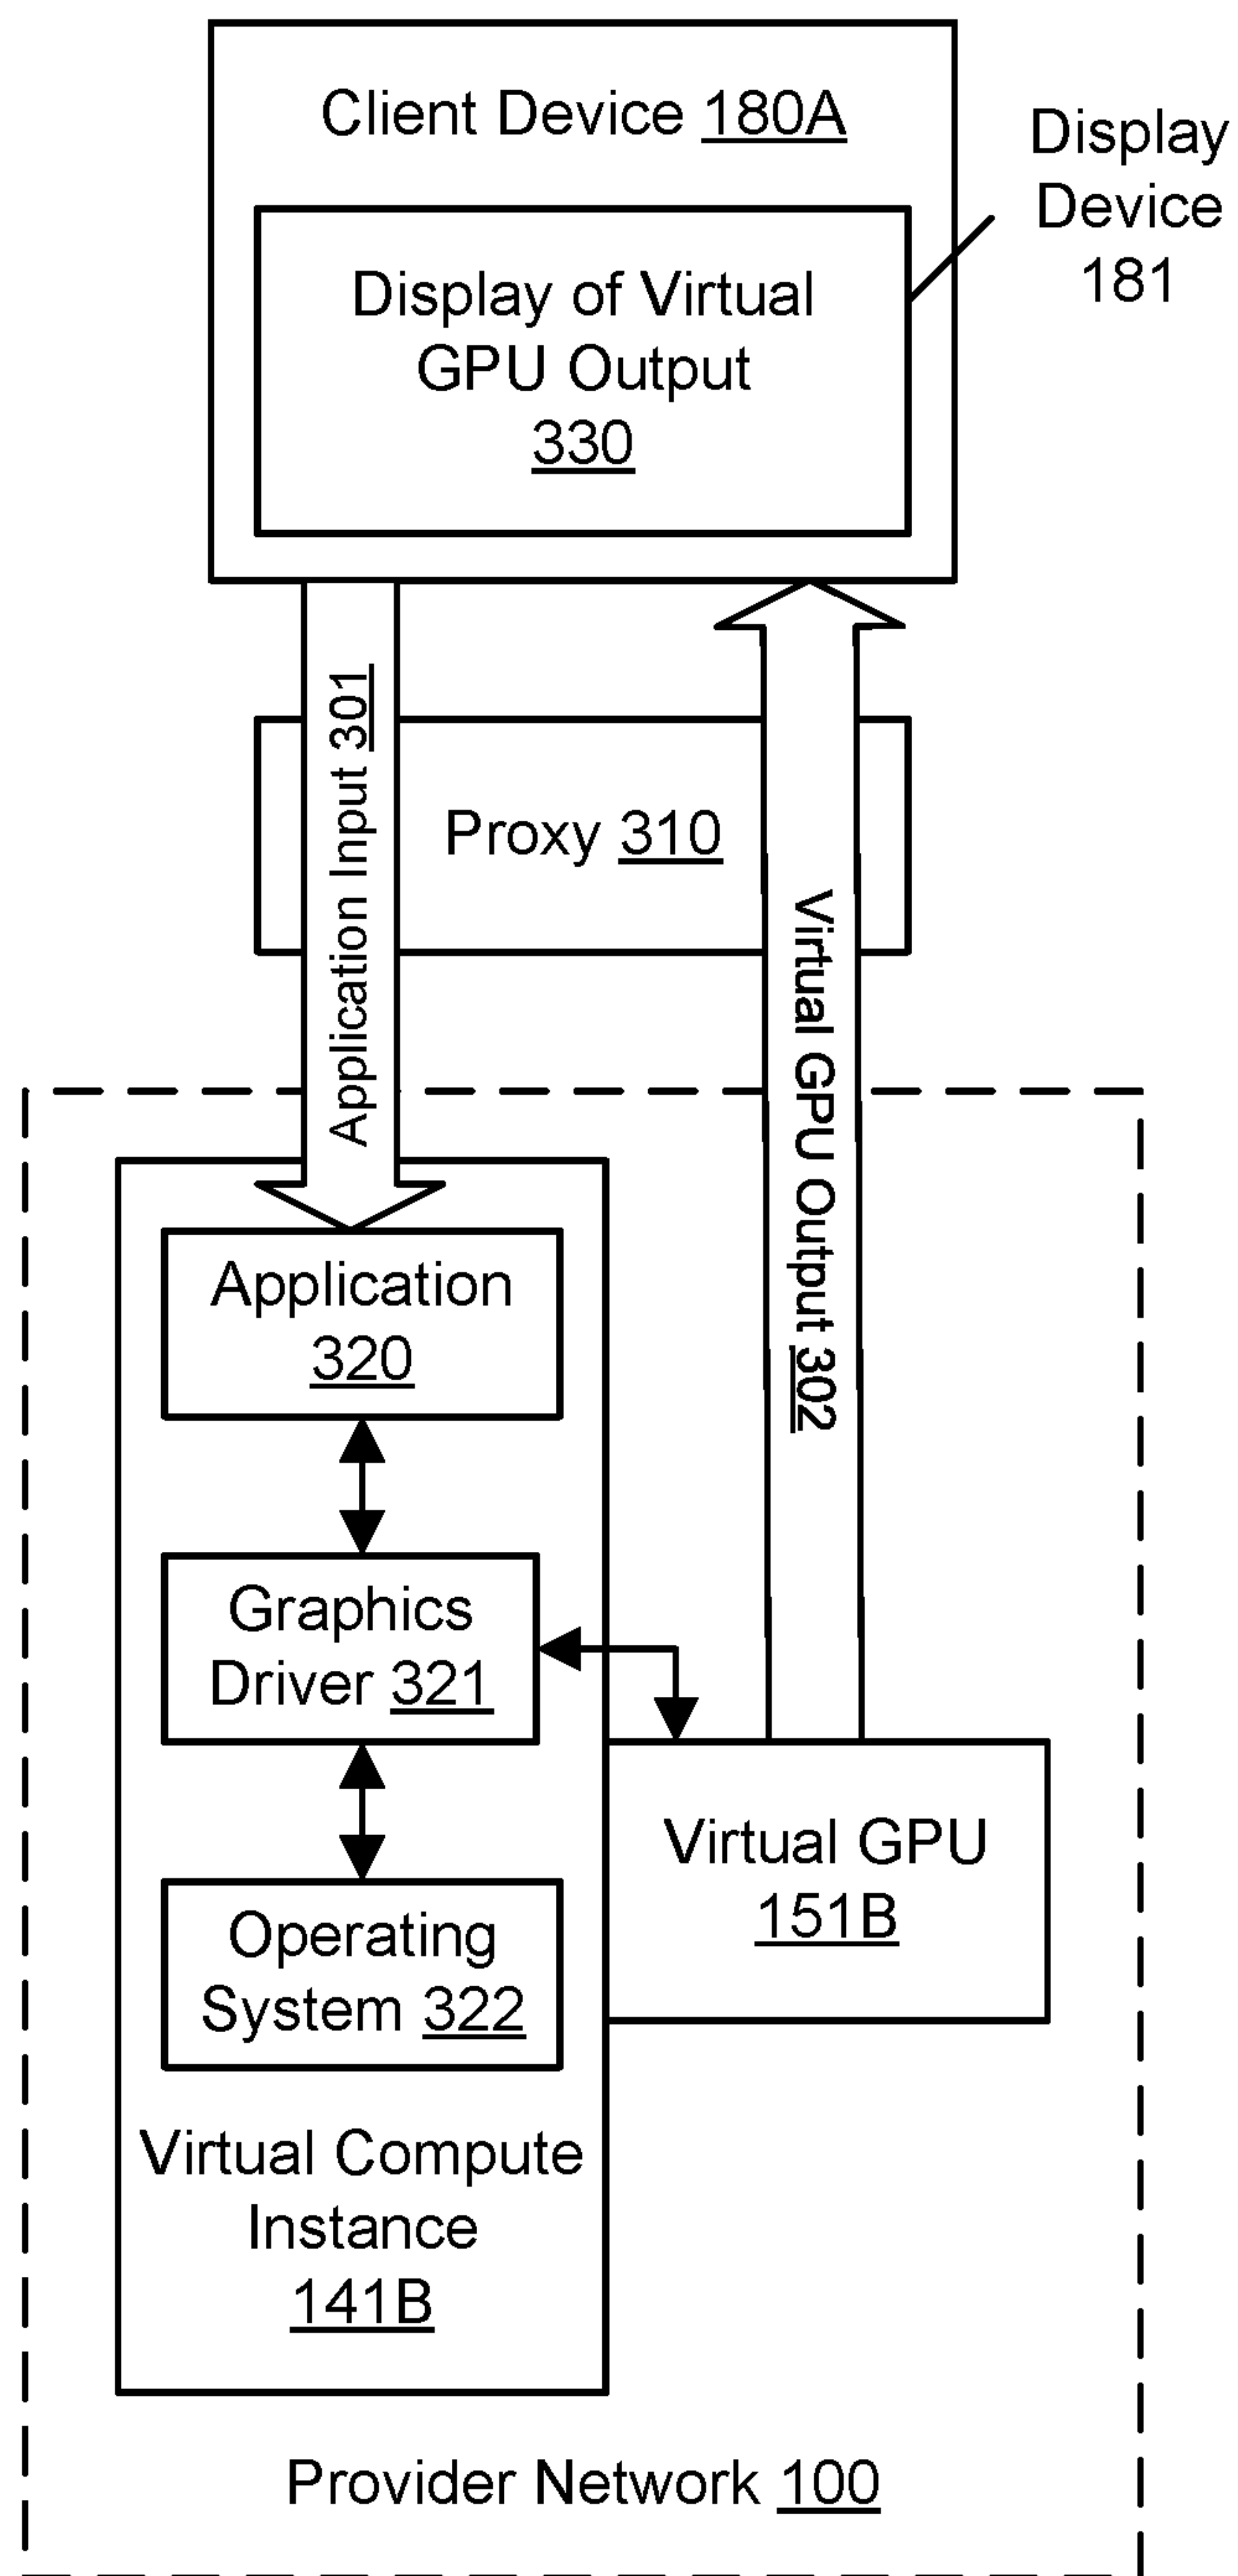 Client Device 180A
Display
Device
181
Display of Virtual
GPU Output
330
Application Input 301
Proxy 310
Virtual GPU Output 302
Application
320
Graphics
Driver 321
Virtual GPU
151B
Operating
System 322
Virtual Compute
Instance
141B
Provider Network 100